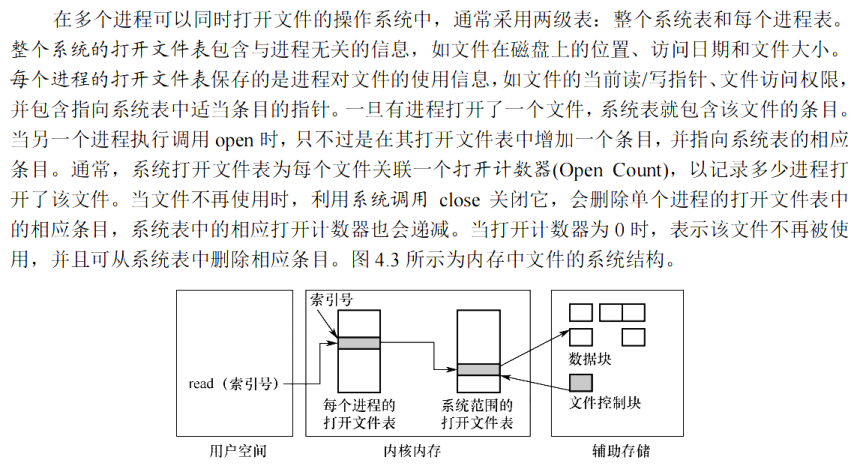 在多个进程可以同时打开文件的操作系统中，通常采用两级表：整个系统表和每个进程表。
整个系统的打开文件表包含与进程无关的信息，如文件在磁盘上的位置、访问日期和文件大小。
每个进程的打开文件表保存的是进程对文件的使用信息，如文件的当前读/写指针、文件访问权限，
并包含指向系统表中适当条目的指针。一旦有进程打开了一个文件，系统表就包含该文件的条目。
当另一个进程执行调用 open 时，只不过是在其打开文件表中增加一个条目，并指向系统表的相应
条目。通常，系统打开文件表为每个文件关联一个打开计数器(Open Count)，以记录多少进程打
开了该文件。当文件不再使用时，利用系统调用 close 关闭它，会删除单个进程的打开文件表中
的相应条目，系统表中的相应打开计数器也会递减。当打开计数器为 0 时，表示该文件不再被使
用，并且可从系统表中删除相应条目。图 4.3 所示为内存中文件的系统结构。
索引号
read（索引号）
每个进程的
打开文件表
系统范围的
打开文件表
数据块
文件控制块
用户空间
内核内存
辅助存储